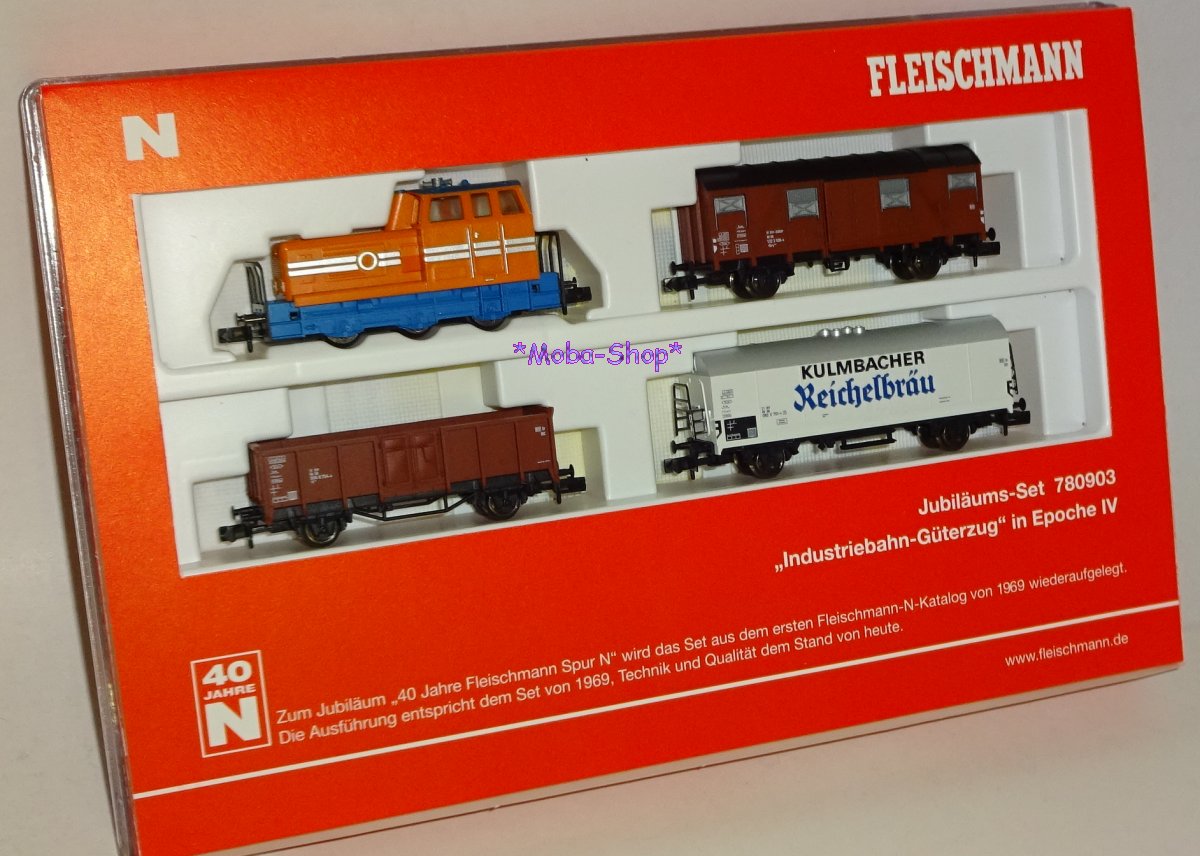 FLEISCHMANN
N
*Moba-Shop*
KULMBACHER
Reichelbräu
Jubiläums-Set 780903
„Industriebahn-Güterzug“ in Epoche IV
40
JAHRE
N
Zum Jubiläum „40 Jahre Fleischmann Spur N“ wird das Set aus dem ersten Fleischmann-N-Katalog von 1969 wiederaufgelegt.
Die Ausführung entspricht dem Set von 1969, Technik und Qualität dem Stand von heute.
www.fleischmann.de